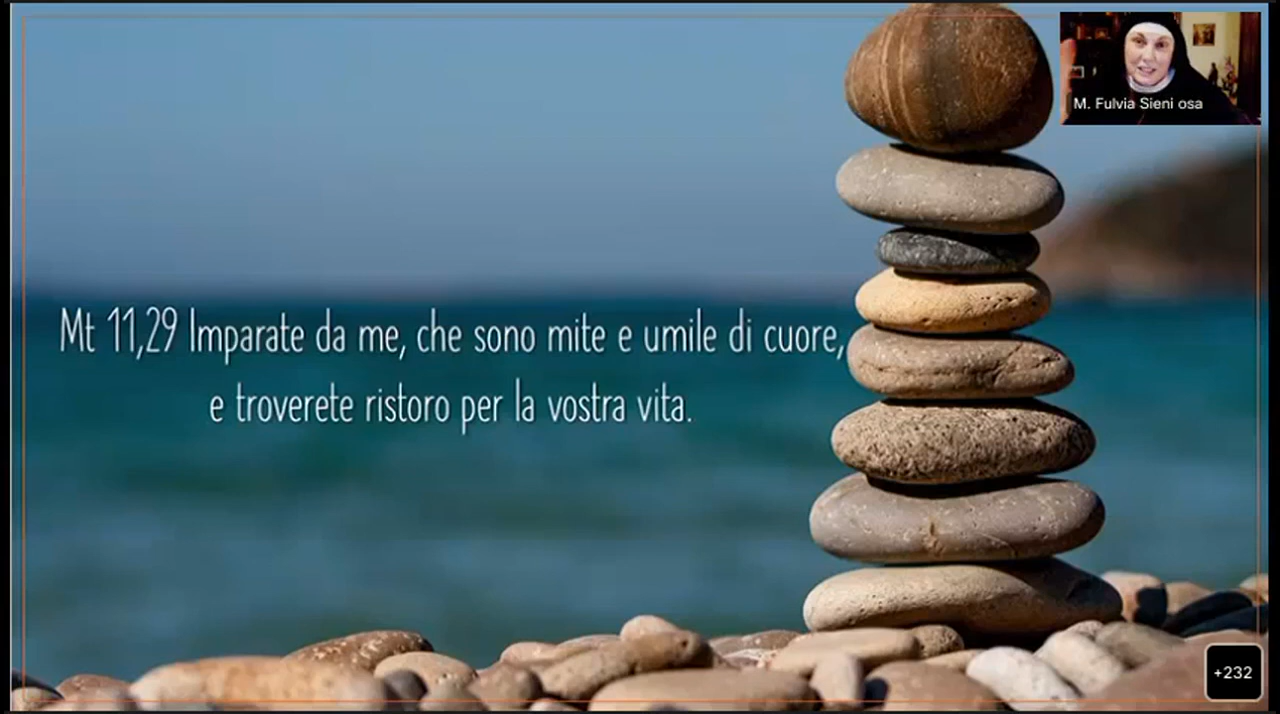 M. Fulvia Sieni osa
Mt 11,29 Imparate da me, che sono mite e umile di cuore,
e troverete ristoro per la vostra vita.
+232